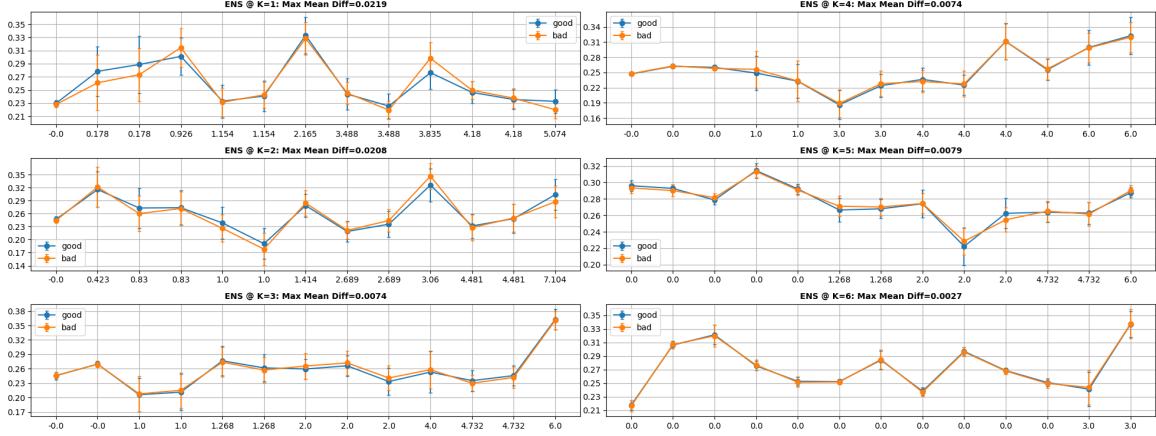 ENS @ K=1: Max Mean Diff=0.0219
0.35
0.33
0.31
0.29
0.27
0.25
0.23
0.21
good
bad
-0.0 0.178 0.178 0.926 1.154 1.154 2.165 3.488 3.488 3.835 4.18 4.18 5.074
ENS @ K=4: Max Mean Diff=0.0074
0.34
0.31
0.28
0.25
0.22
0.19
0.16
good
bad
-0.0 0.0 0.0 1.0 1.0 3.0 3.0 4.0 4.0 4.0 4.0 6.0 6.0
ENS @ K=2: Max Mean Diff=0.0208
0.35
0.32
0.29
0.26
0.23
0.20
0.17
0.14
good
bad
-0.0 0.423 0.83 0.83 1.0 1.0 1.414 2.689 2.689 3.06 4.481 4.481 7.104
ENS @ K=5: Max Mean Diff=0.0079
0.32
0.30
0.28
0.26
0.24
0.22
0.20
good
bad
0.0 0.0 0.0 0.0 0.0 1.268 1.268 2.0 2.0 2.0 4.732 4.732 6.0
ENS @ K=3: Max Mean Diff=0.0074
0.38
0.35
0.32
0.29
0.26
0.23
0.20
0.17
good
bad
-0.0 -0.0 1.0 1.0 1.268 1.268 2.0 2.0 3.0 4.0 4.732 4.732 6.0
ENS @ K=6: Max Mean Diff=0.0027
0.35
0.33
0.31
0.29
0.27
0.25
0.23
0.21
good
bad
0.0 0.0 0.0 0.0 0.0 0.0 0.0 0.0 0.0 0.0 0.0 3.0 3.0